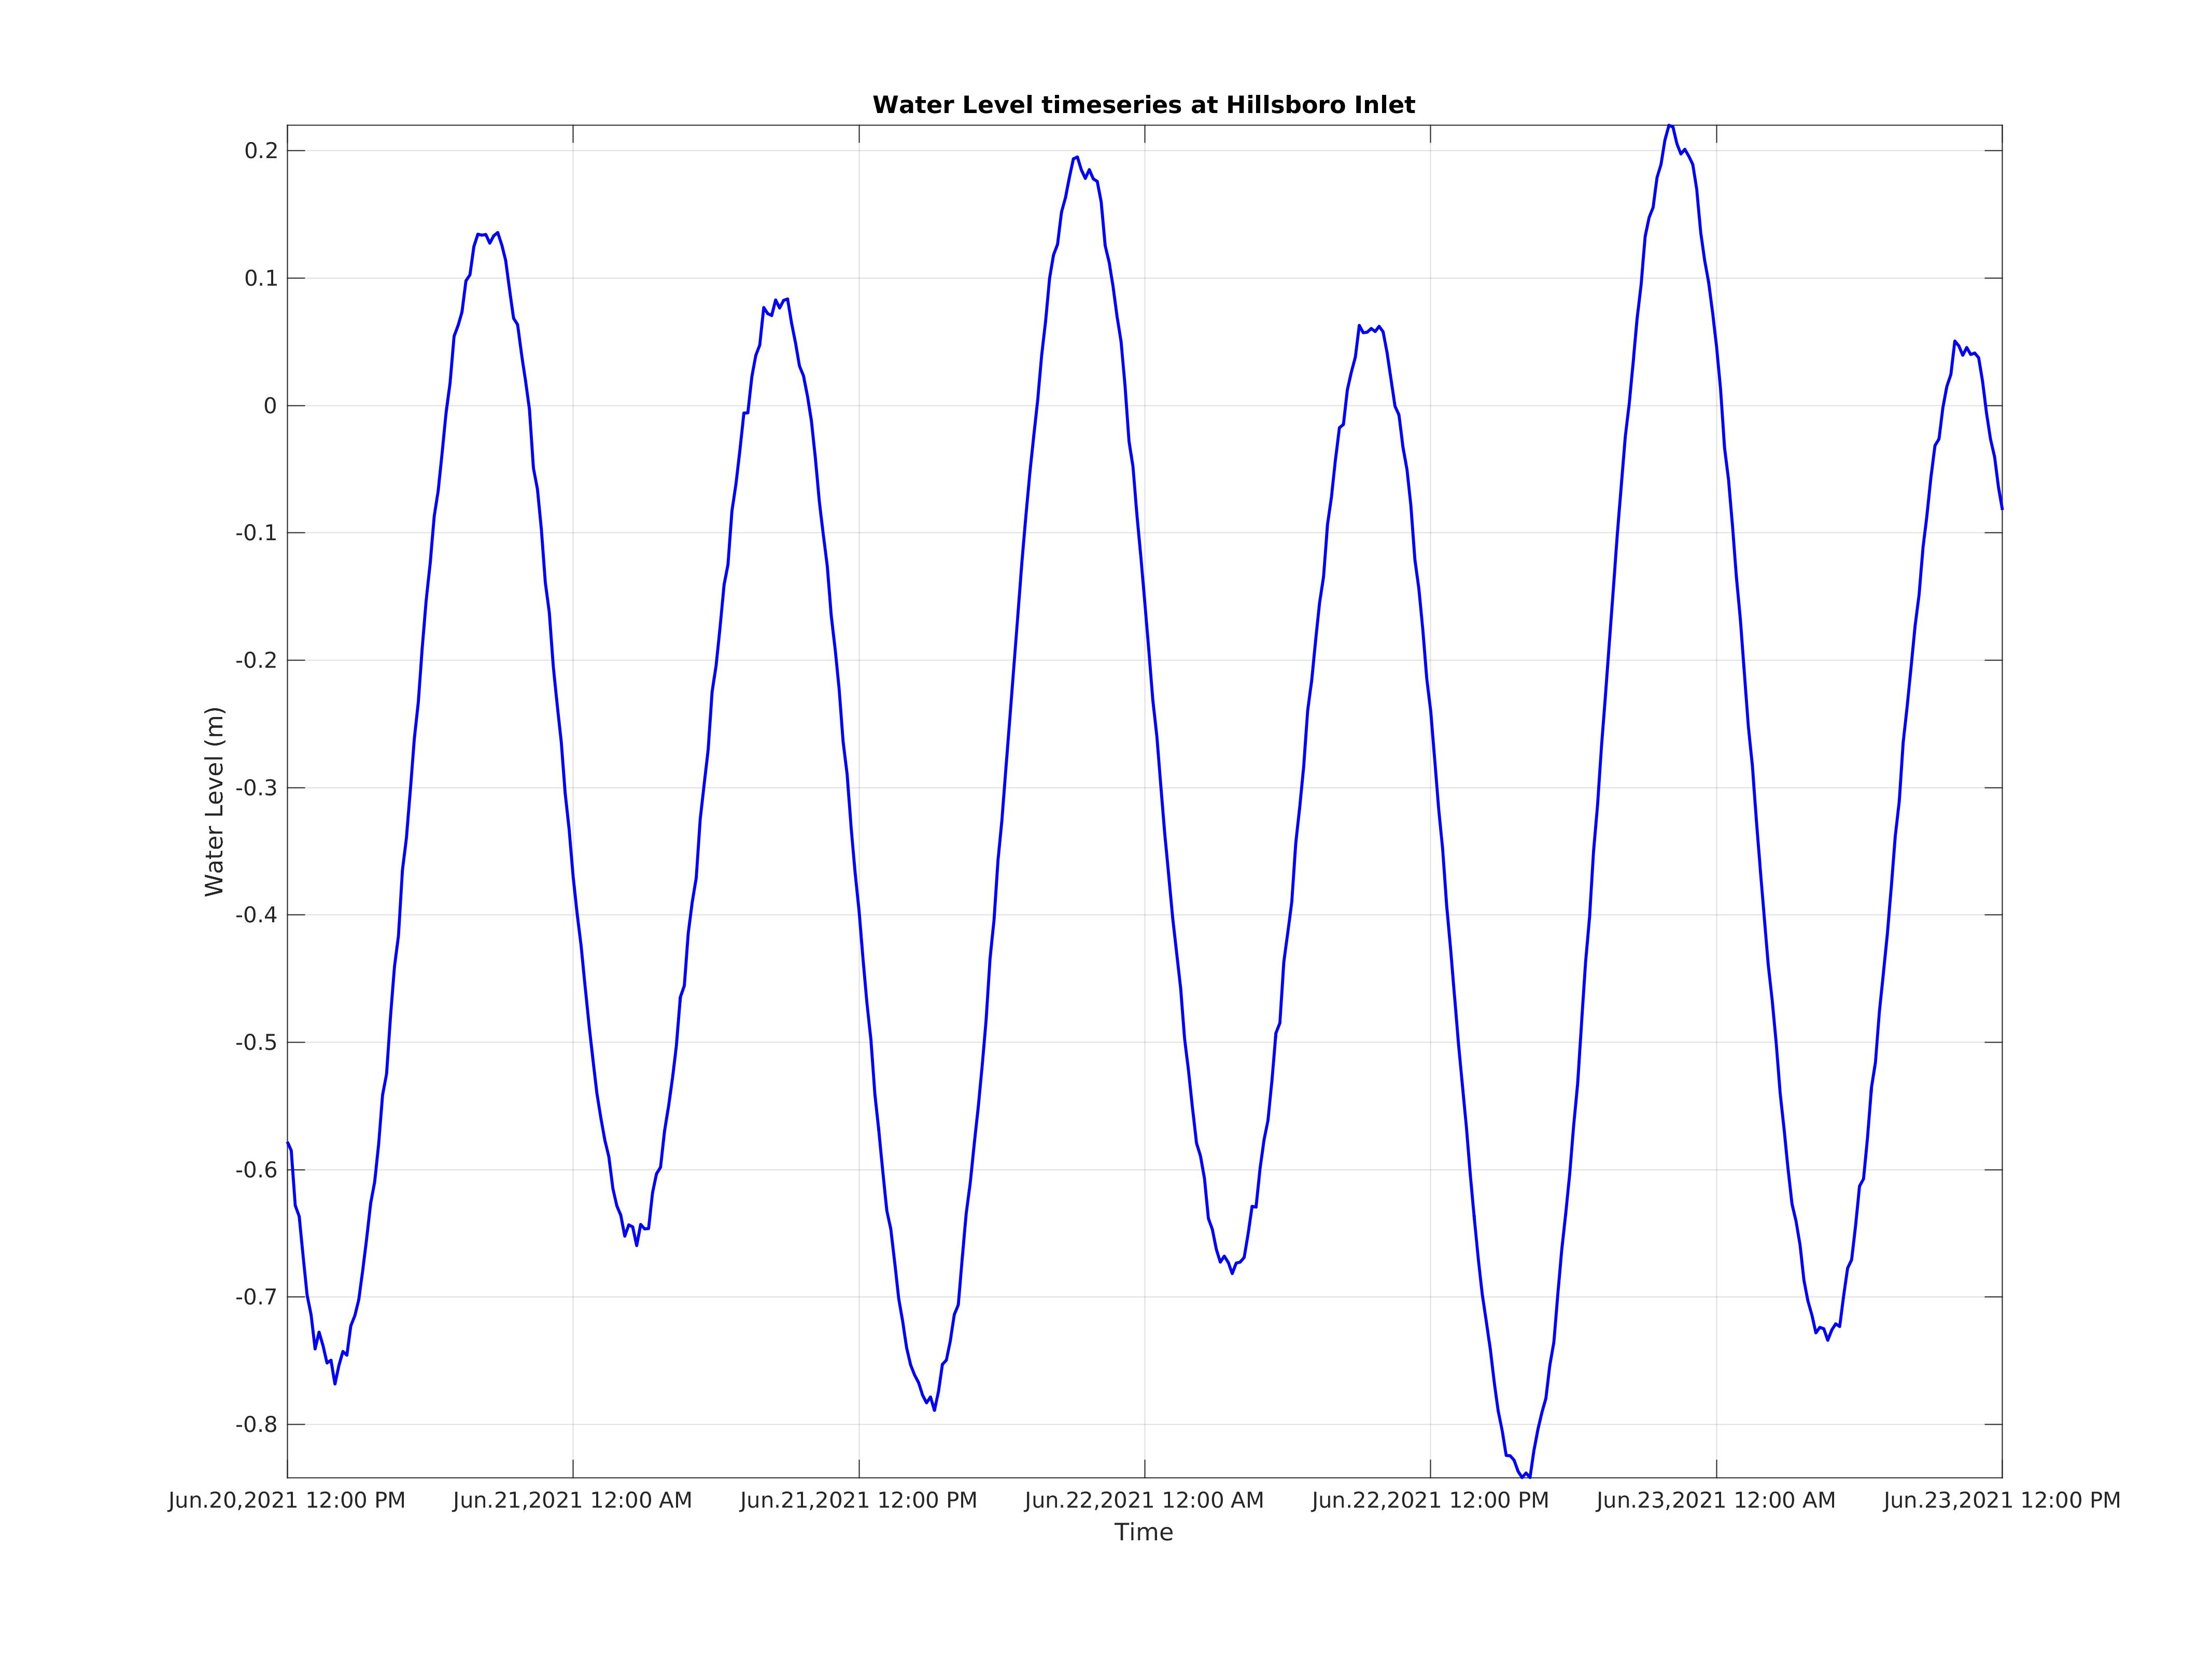 Water Level timeseries at Hillsboro Inlet
0.2
0.1
0
-0.1
-0.2
-0.3
-0.4
-0.5
-0.6
-0.7
-0.8
Water Level (m)
Jun.20,2021 12:00 PM Jun.21,2021 12:00 AM Jun.21,2021 12:00 PM Jun.22,2021 12:00 AM Jun.22,2021 12:00 PM Jun.23,2021 12:00 AM Jun.23,2021 12:00 PM
Time